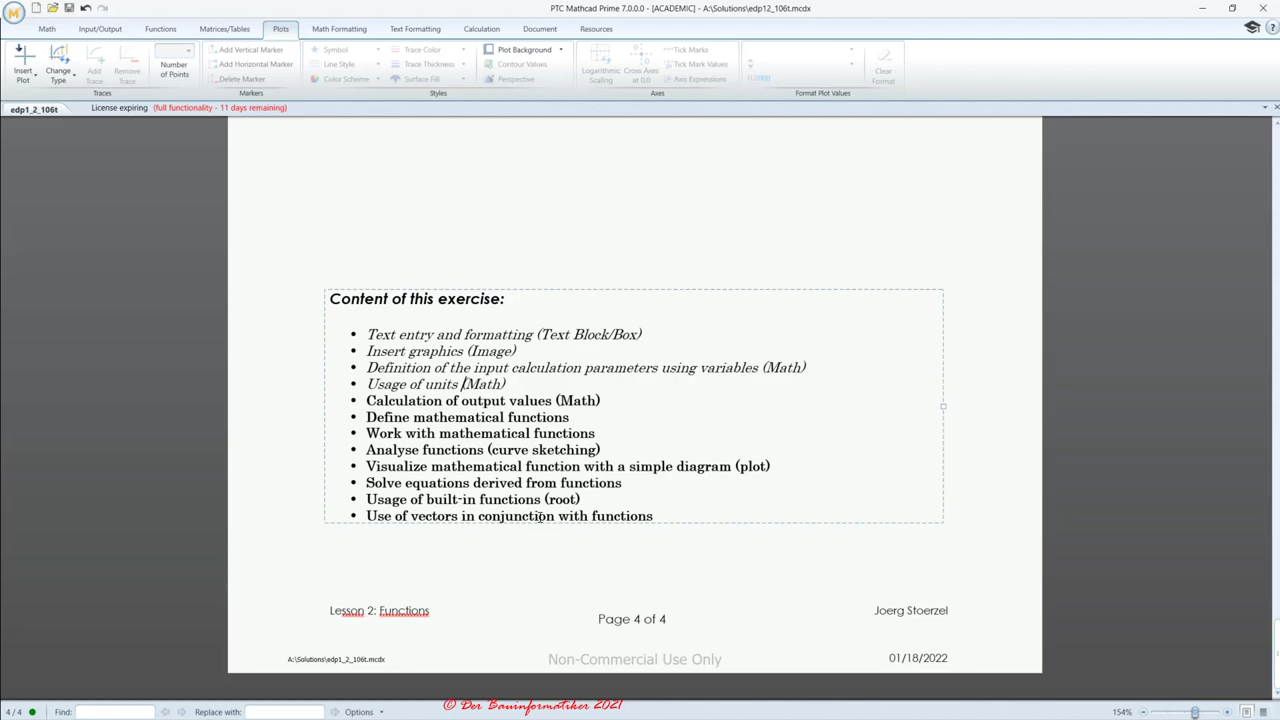 PTC Mathcad Prime 7.0.0.0 - [ACADEMIC] - A:\Solutions\edp12_106t.mcdx
Math Input/Output Functions Matrices/Tables Plots Math Formatting Text Formatting Calculation Document Resources
Insert Plot
Change Type
Add Trace
Remove Trace
Traces
Number of Points
Add Vertical Marker
Add Horizontal Marker
Delete Marker
Markers
Symbol
Line Style
Color Scheme
Trace Color
Trace Thickness
Surface Fill
Styles
Plot Background
Contour Values
Perspective
Logarithmic Scaling
Cross Axes at 0.0
Tick Marks
Tick Mark Values
Axis Expressions
Axes
Format Plot Values
Clear Format
edp1_2_106t
License expiring (full functionality - 11 days remaining)
Content of this exercise:
• Text entry and formatting (Text Block/Box)
• Insert graphics (Image)
• Definition of the input calculation parameters using variables (Math)
• Usage of units (Math)
• Calculation of output values (Math)
• Define mathematical functions
• Work with mathematical functions
• Analyse functions (curve sketching)
• Visualize mathematical function with a simple diagram (plot)
• Solve equations derived from functions
• Usage of built-in functions (root)
• Use of vectors in conjunction with functions
Lesson 2: Functions
Page 4 of 4
Joerg Stoerzel
A:\Solutions\edp1_2_106t.mcdx
Non-Commercial Use Only
01/18/2022
4 / 4 Find: Replace with: Options 154%
© Der Bauinformatiker 2021